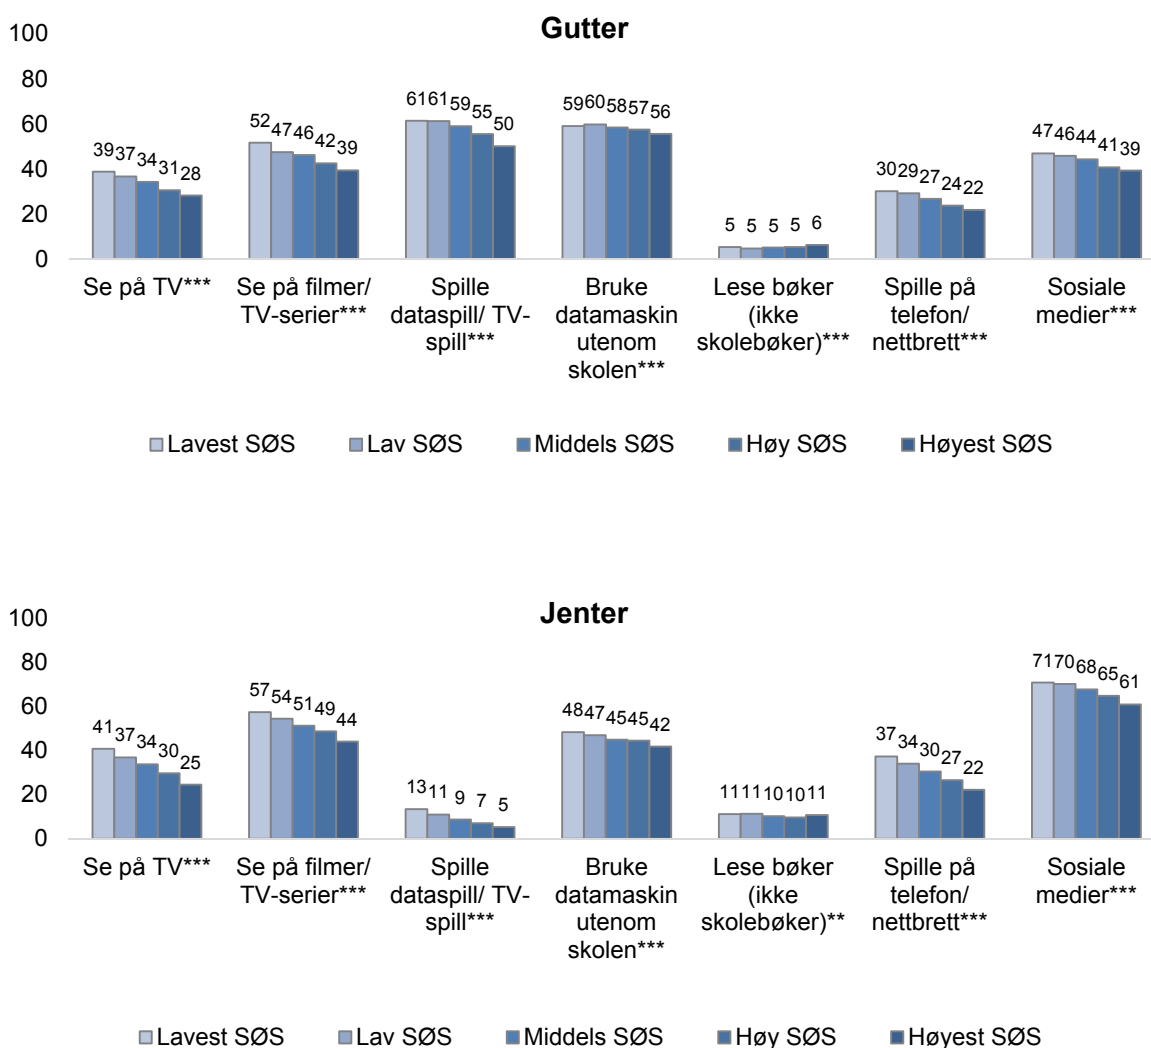 Gutter
100
80
60
40
20
0
39 37 34 31 28
52 47 46 42 39
61 61 59 55 50
59 60 58 57 56
5 5 5 5 6
30 29 27 24 22
47 46 44 41 39
Se på TV***
Se på filmer/
TV-serier***
Spille
dataspill/ TV-
spill***
Bruke
datamaskin
utenom
skolen***
Lese bøker
(ikke
skolebøker)***
Spille på
telefon/
nettbrett***
Sosiale
medier***
Lavest SØS Lav SØS Middels SØS Høy SØS Høyest SØS
Jenter
100
80
60
40
20
0
41 37 34 30 25
57 54 51 49 44
13 11 9 7 5
48 47 45 45 42
11 11 10 10 11
37 34 30 27 22
71 70 68 65 61
Se på TV***
Se på filmer/
TV-serier***
Spille
dataspill/ TV-
spill***
Bruke
datamaskin
utenom
skolen***
Lese bøker
(ikke
skolebøker)**
Spille på
telefon/
nettbrett***
Sosiale
medier***
Lavest SØS Lav SØS Middels SØS Høy SØS Høyest SØS